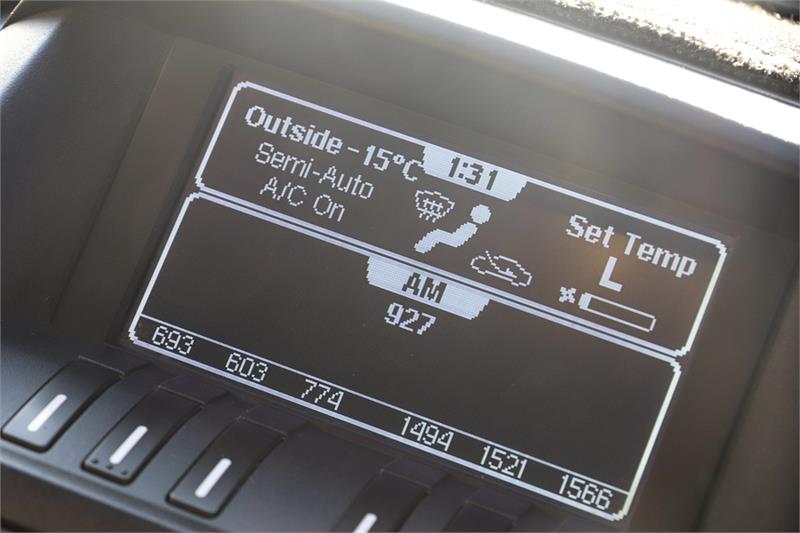 Outside -15°C
1:31
Semi-Auto
A/C On
Set Temp
L
AM
927
693 603 774 1494 1521 1566